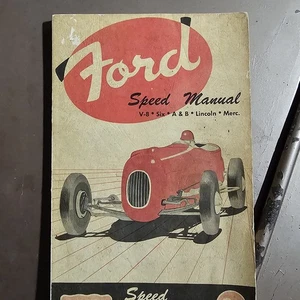 Ford
Speed Manual
V-8 * Six * A & B * Lincoln * Merc.
Speed